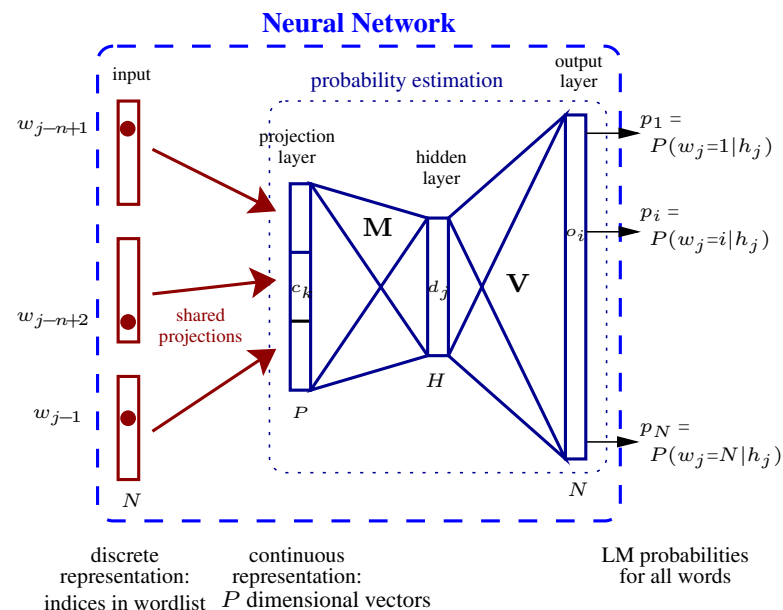 Neural Network
input
output
layer
probability estimation
w_{j−n+1}
projection
layer
hidden
layer
p_1 =
P(w_j=1|h_j)
M
p_i =
P(w_j=i|h_j)
o_i
c_k
d_j
V
w_{j−n+2}
shared
projections
w_{j−1}
P
H
p_N =
P(w_j=N|h_j)
N
N
discrete
representation:
indices in wordlist
continuous
representation:
P dimensional vectors
LM probabilities
for all words